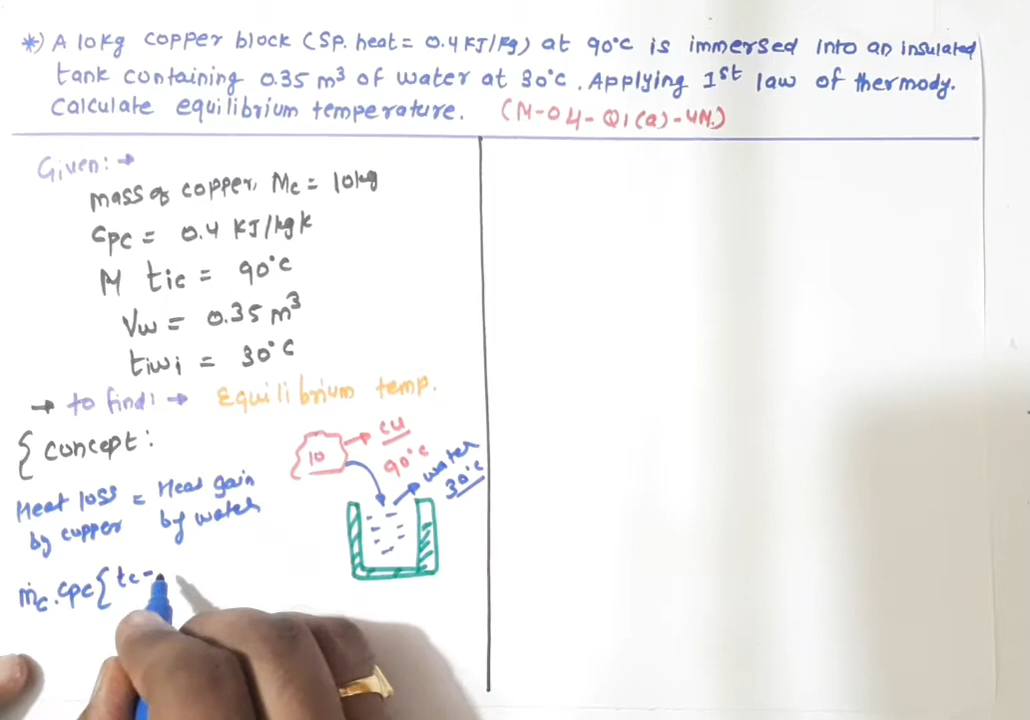 *) A 10Kg copper block (SP. heat = 0.4 KJ/Kg) at 90°c is immersed into an insulated
tank containing 0.35 m³ of water at 30°c. Applying 1st law of thermody.
calculate equilibrium temperature. (M-04-Q1(a)-4M.)
Given:→
mass of copper, Mc = 10kg
Cpc = 0.4 KJ/kgk
M tic = 90°c
Vw = 0.35 m³
tiwi = 30°c
→ to find: → Equilibrium temp.
{ concept:
10 → cu
90°c
water
30°c
Heat loss = Heat gain
by cupper by water
ṁc.cpc{tc-